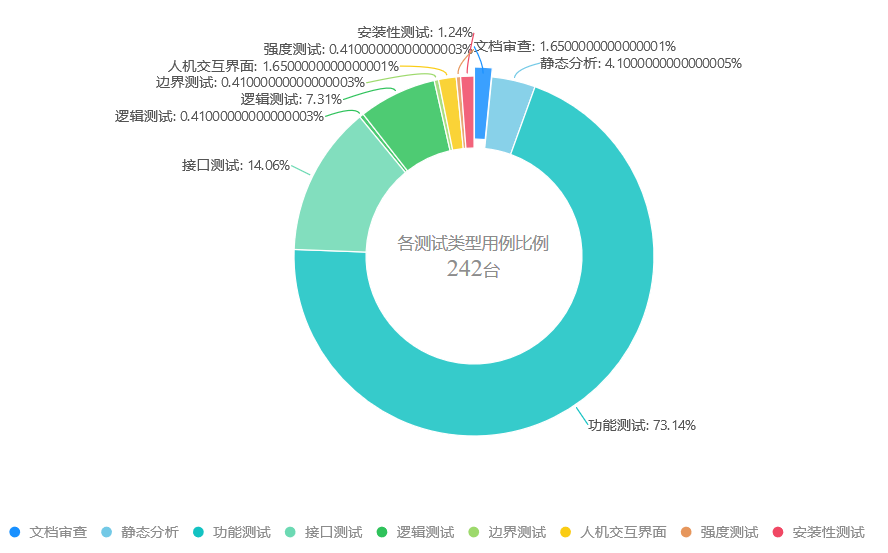 安装性测试: 1.24%
强度测试: 0.41000000000000003%
文档审查: 1.6500000000000001%
人机交互界面: 1.6500000000000001%
静态分析: 4.1000000000000005%
边界测试: 0.41000000000000003%
逻辑测试: 7.31%
逻辑测试: 0.41000000000000003%
接口测试: 14.06%
各测试类型用例比例
242台
功能测试: 73.14%
文档审查 静态分析 功能测试 接口测试 逻辑测试 边界测试 人机交互界面 强度测试 安装性测试